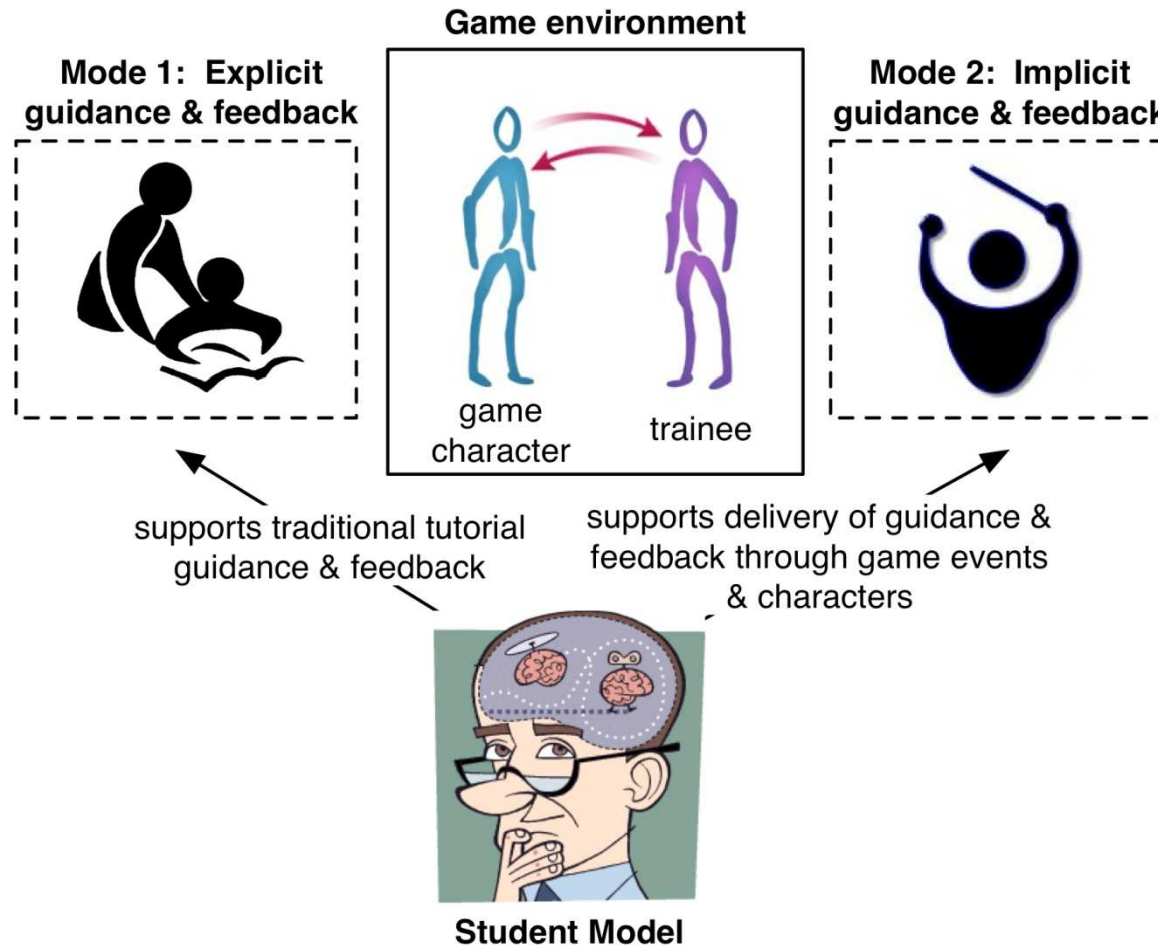 Game environment
Mode 1: Explicit
guidance & feedback
Mode 2: Implicit
guidance & feedback
game
character
trainee
supports traditional tutorial
guidance & feedback
supports delivery of guidance &
feedback through game events
& characters
Student Model